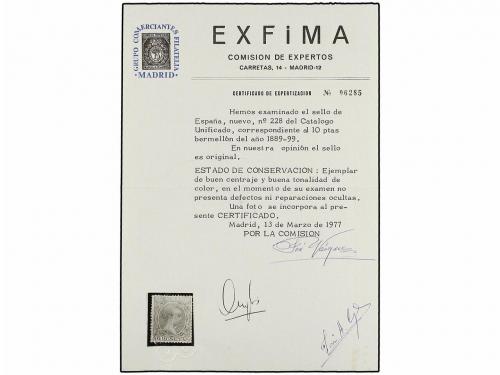 GRUPO COMERCIANTES FILATELIA
·MADRID·
EXFiMA
COMISION DE EXPERTOS
CARRETAS, 14 - MADRID-12
CERTIFICADO DE EXPERTIZACION Nº 06285
Hemos examinado el sello de
España, nuevo, nº 228 del Catalogo
Unificado, correspondiente al 10 ptas
bermellón del año 1889-99.
En nuestra opinión el sello
es original.
ESTADO DE CONSERVACION: Ejemplar
de buen centraje y buena tonalidad de
color, en el momento de su examen no
presenta defectos ni reparaciones ocultas.
Una foto se incorpora al pre-
sente CERTIFICADO.
Madrid, 13 de Marzo de 1977
POR LA COMISION